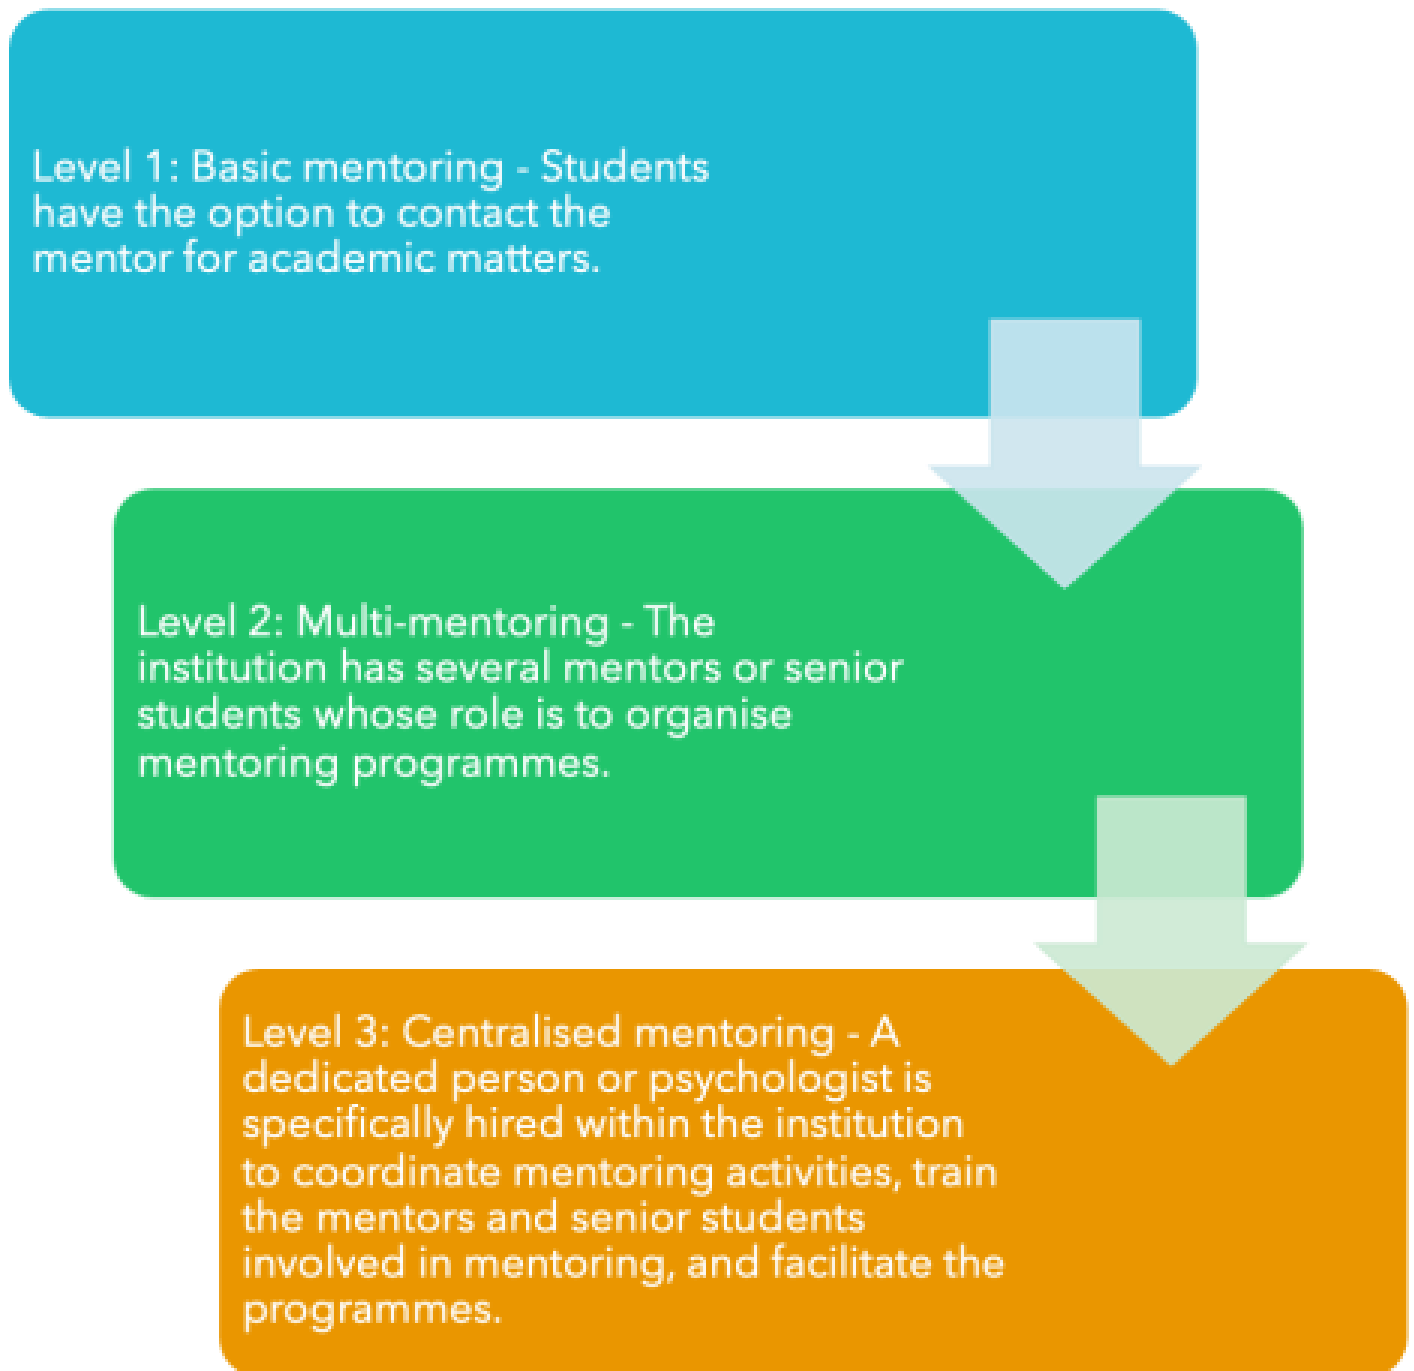 Level 1: Basic mentoring - Students
have the option to contact the
mentor for academic matters.
Level 2: Multi-mentoring - The
institution has several mentors or senior
students whose role is to organise
mentoring programmes.
Level 3: Centralised mentoring - A
dedicated person or psychologist is
specifically hired within the institution
to coordinate mentoring activities, train
the mentors and senior students
involved in mentoring, and facilitate the
programmes.